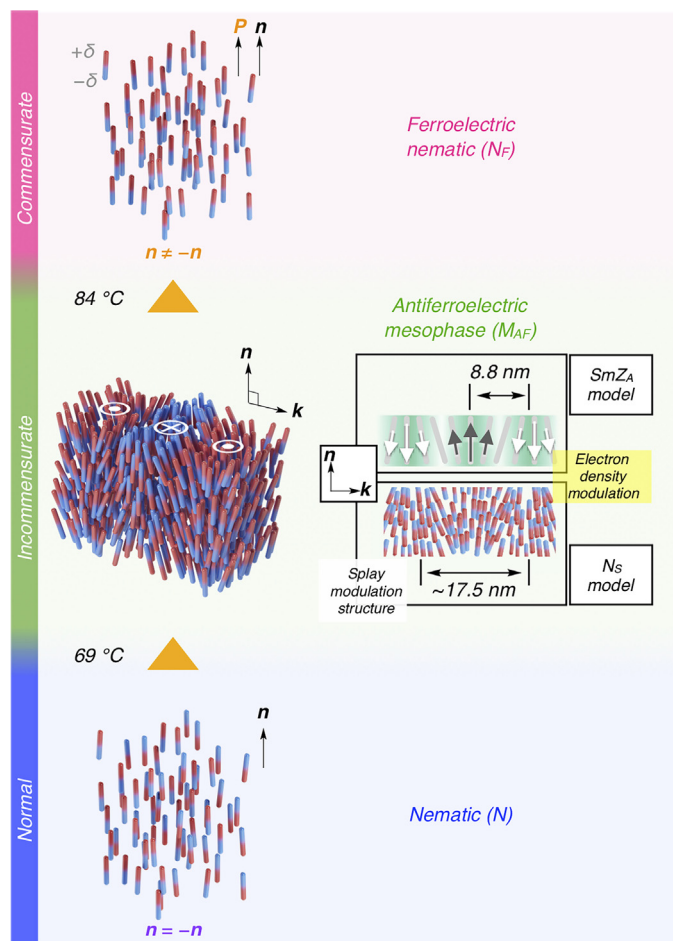 Commensurate
+δ
−δ
P n
n ≠ −n
Ferroelectric
nematic (NF)
84 °C
Incommensurate
n
k
Antiferroelectric
mesophase (MAF)
8.8 nm
SmZA
model
n
k
Electron
density
modulation
Splay
modulation
structure
~17.5 nm
NS
model
69 °C
Normal
n
Nematic (N)
n = −n